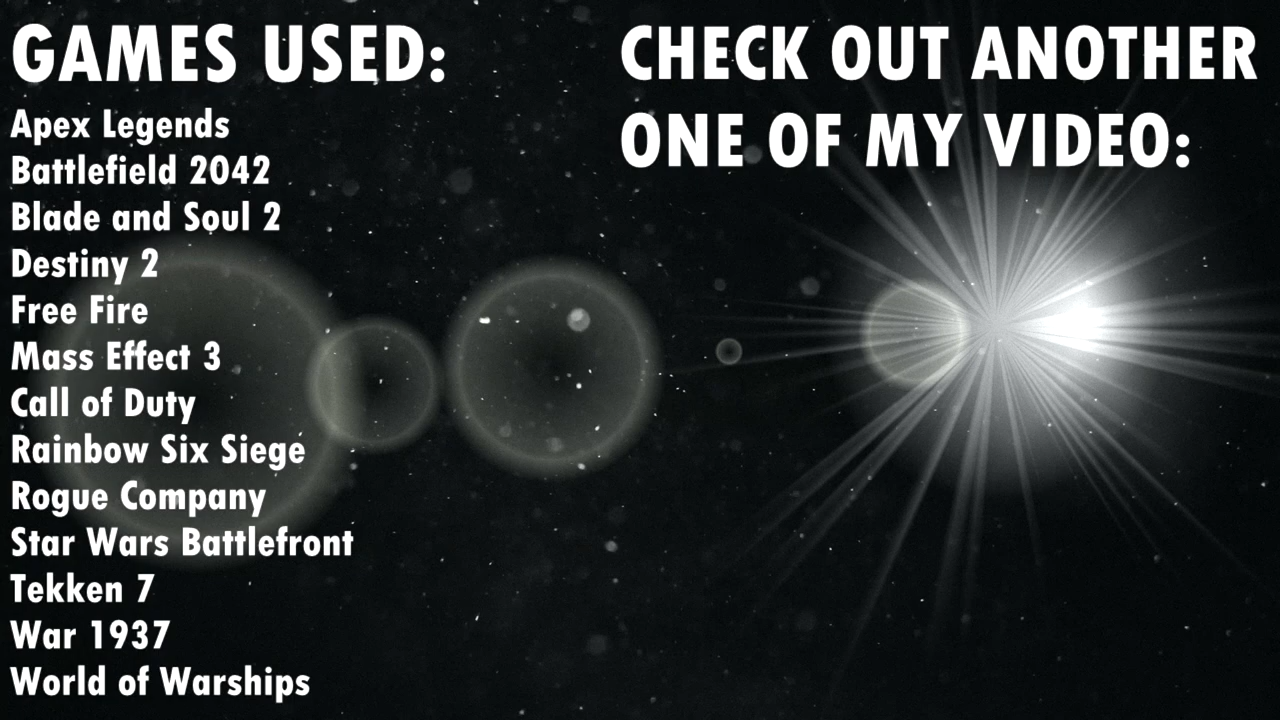 GAMES USED:
Apex Legends
Battlefield 2042
Blade and Soul 2
Destiny 2
Free Fire
Mass Effect 3
Call of Duty
Rainbow Six Siege
Rogue Company
Star Wars Battlefront
Tekken 7
War 1937
World of Warships
CHECK OUT ANOTHER
ONE OF MY VIDEO: